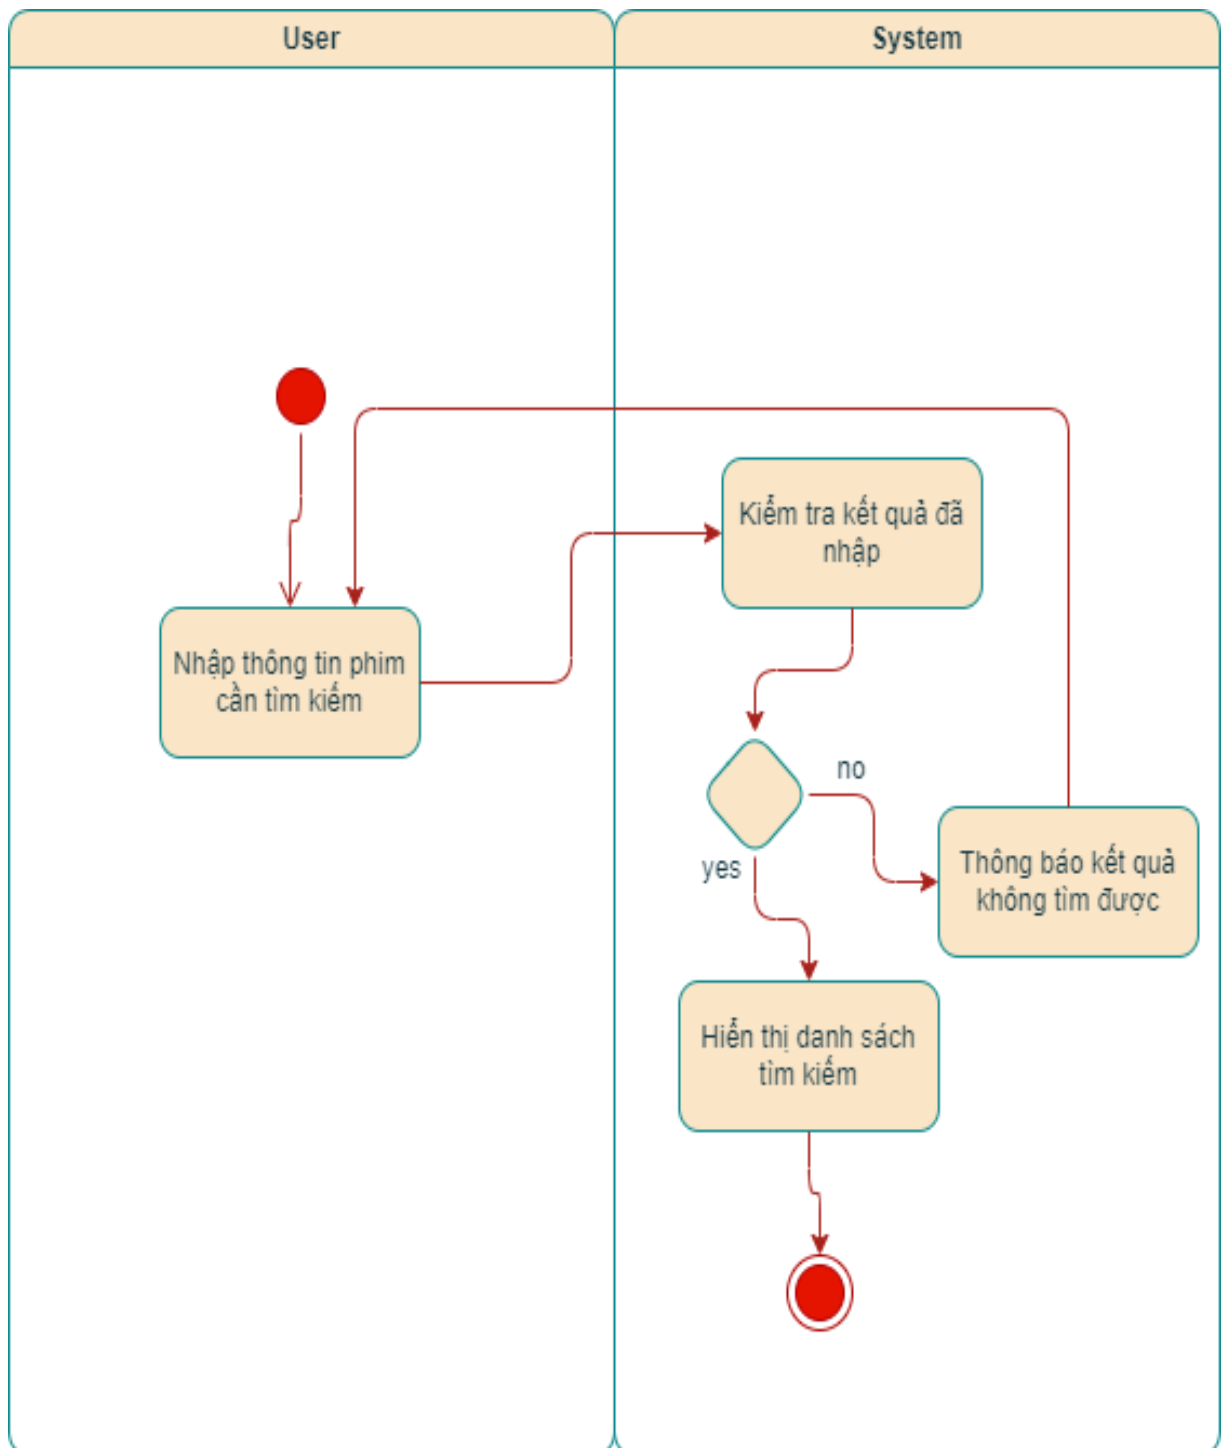 User
System
Kiểm tra kết quả đã
nhập
Nhập thông tin phim
cần tìm kiếm
no
yes
Thông báo kết quả
không tìm được
Hiển thị danh sách
tìm kiếm